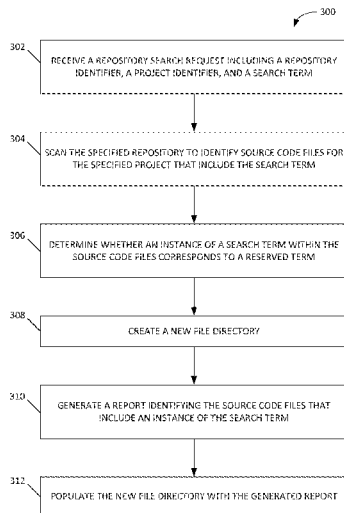 300
302
RECEIVE A REPOSITORY SEARCH REQUEST INCLUDING A REPOSITORY
IDENTIFIER, A PROJECT IDENTIFIER, AND A SEARCH TERM
304
SCAN THE SPECIFIED REPOSITORY TO IDENTIFY SOURCE CODE FILES FOR
THE SPECIFIED PROJECT THAT INCLUDE THE SEARCH TERM
306
DETERMINE WHETHER AN INSTANCE OF A SEARCH TERM WITHIN THE
SOURCE CODE FILES CORRESPONDS TO A RESERVED TERM
308
CREATE A NEW FILE DIRECTORY
310
GENERATE A REPORT IDENTIFYING THE SOURCE CODE FILES THAT
INCLUDE AN INSTANCE OF THE SEARCH TERM
312
POPULATE THE NEW FILE DIRECTORY WITH THE GENERATED REPORT